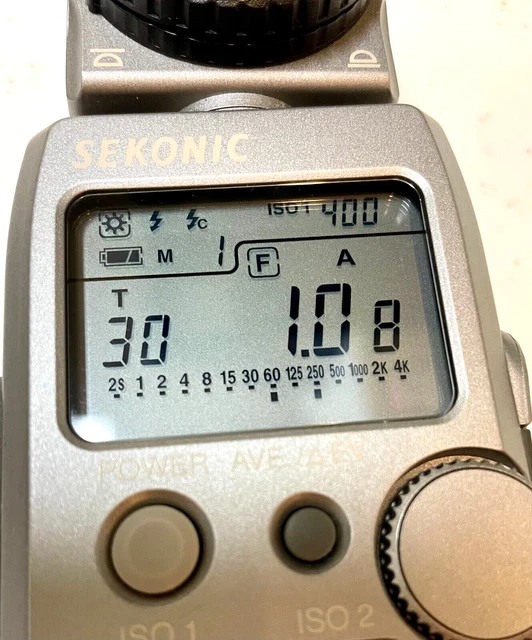 SEKONIC
C ISO 1 400
M 1 F A
T
30 1.0 8
2S 1 2 4 8 15 30 60 125 250 500 1000 2K 4K
POWER AVE./ΔEV
ISO 1 ISO 2